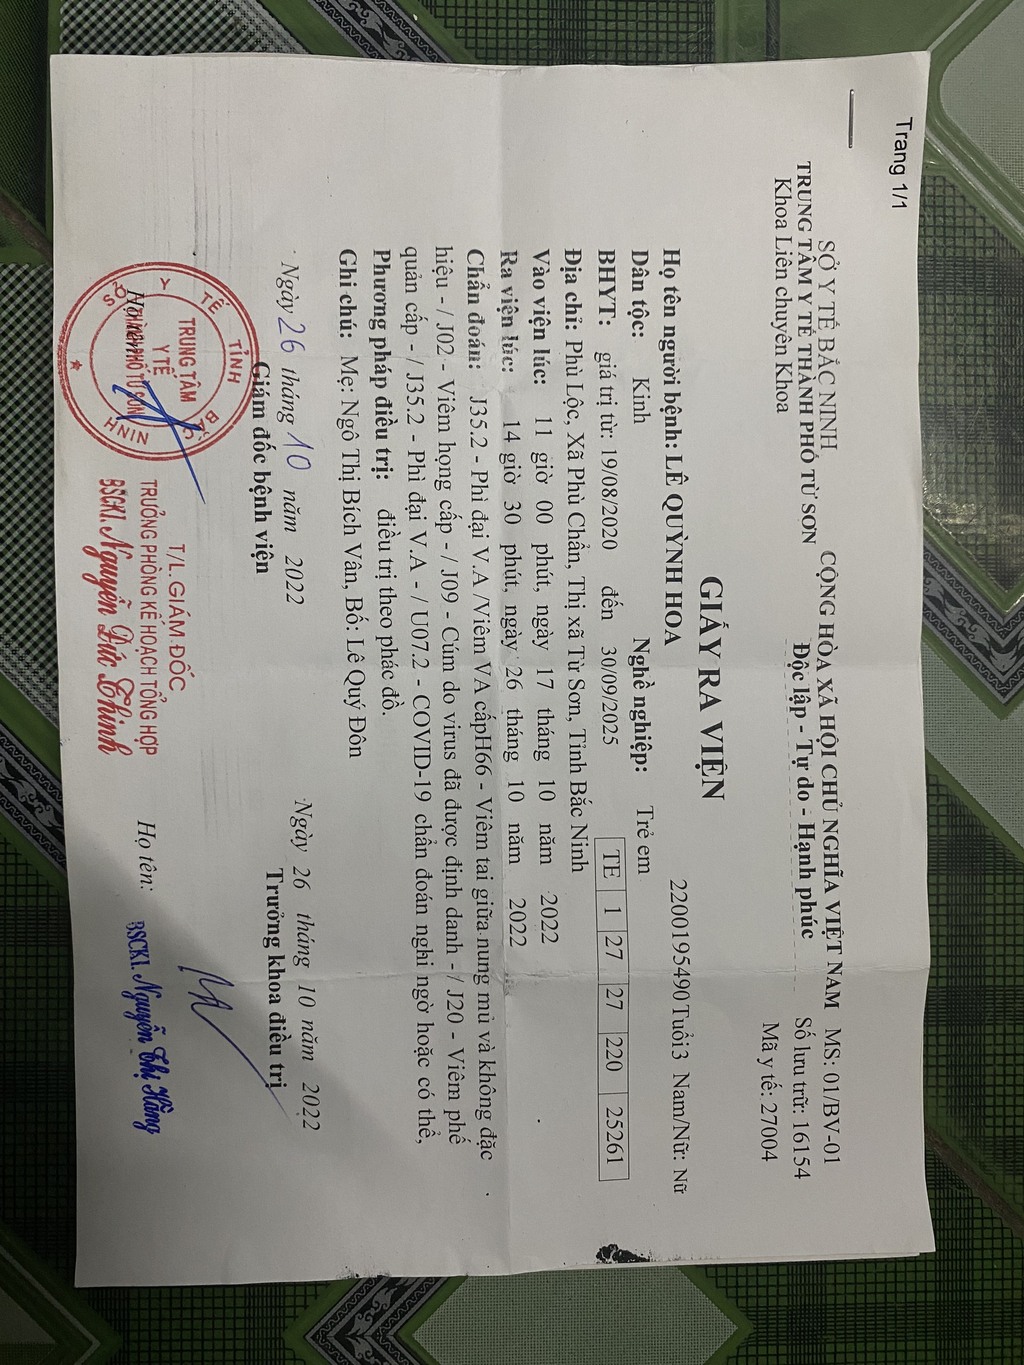 Trang 1/1
SỞ Y TẾ BẮC NINH
TRUNG TÂM Y TẾ THÀNH PHỐ TỪ SƠN
Khoa Liên chuyên Khoa
CỘNG HÒA XÃ HỘI CHỦ NGHĨA VIỆT NAM
Độc lập - Tự do - Hạnh phúc
MS: 01/BV-01
Số lưu trữ: 16154
Mã y tế: 27004
GIẤY RA VIỆN
2200195490 Tuổi3 Nam/Nữ: Nữ
Họ tên người bệnh: LÊ QUỲNH HOA
Dân tộc: Kinh Nghề nghiệp: Trẻ em
BHYT: giá trị từ: 19/08/2020 đến 30/09/2025 TE 1 27 27 220 25261
Địa chỉ: Phù Lộc, Xã Phù Chẩn, Thị xã Từ Sơn, Tỉnh Bắc Ninh
Vào viện lúc: 11 giờ 00 phút, ngày 17 tháng 10 năm 2022
Ra viện lúc: 14 giờ 30 phút, ngày 26 tháng 10 năm 2022
Chẩn đoán: J35.2 - Phì đại V.A /Viêm VA cấpH66 - Viêm tai giữa nung mủ và không đặc
hiệu - / J02 - Viêm họng cấp - / J09 - Cúm do virus đã được định danh - / J20 - Viêm phế
quản cấp - / J35.2 - Phì đại V.A - / U07.2 - COVID-19 chẩn đoán nghi ngờ hoặc có thể,
Phương pháp điều trị: điều trị theo phác đồ.
Ghi chú: Mẹ: Ngô Thị Bích Vân, Bố: Lê Quý Đôn
Ngày 26 tháng 10 năm 2022
Giám đốc bệnh viện
SỞ Y TẾ TỈNH BẮC NINH
TRUNG TÂM
Y TẾ
THÀNH PHỐ TỪ SƠN
T/L. GIÁM ĐỐC
TRƯỞNG PHÒNG KẾ HOẠCH TỔNG HỢP
BSCKI. Nguyễn Đức Thinh
Ngày 26 tháng 10 năm 2022
Trưởng khoa điều trị
Họ tên:
BSCKI. Nguyễn Thị Hằng